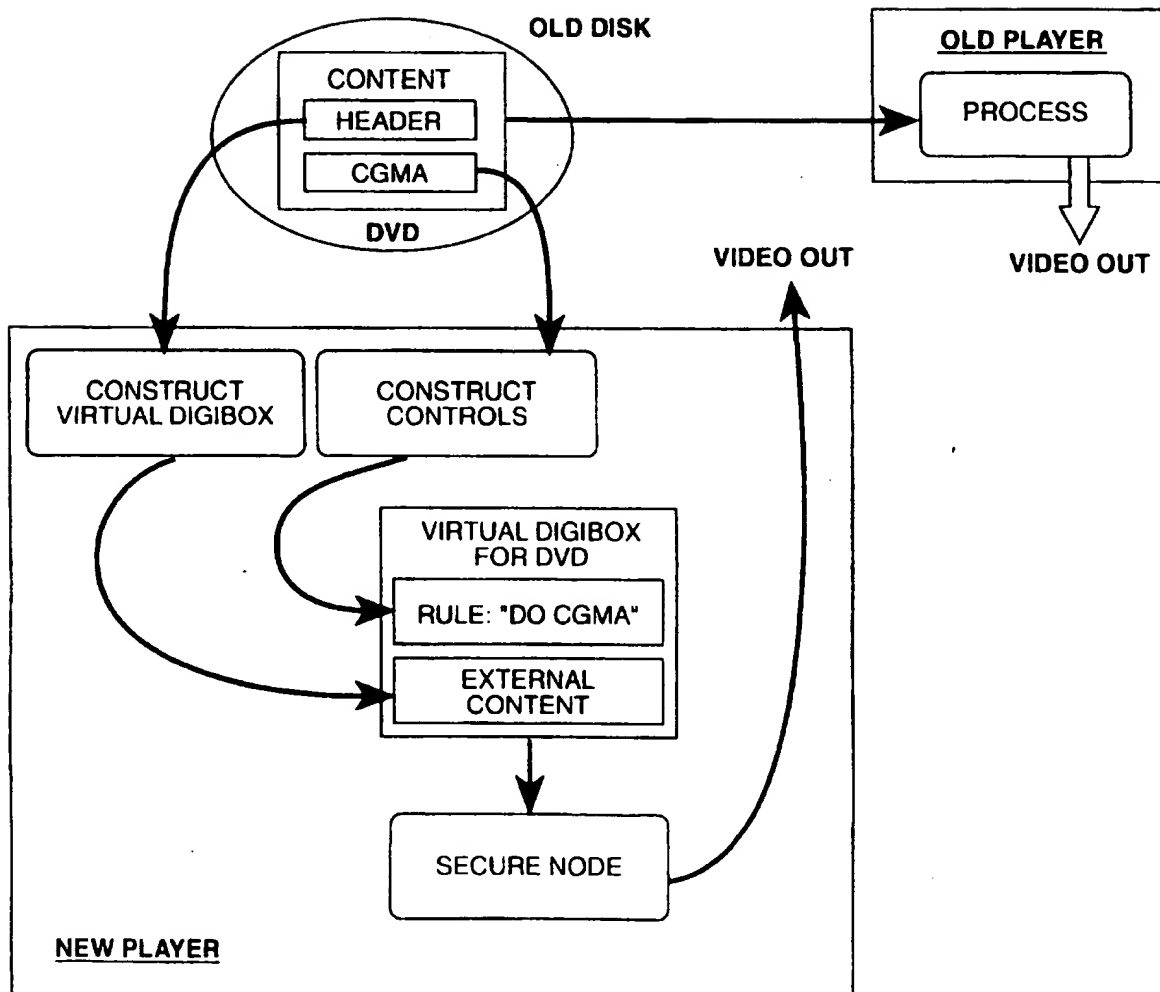 OLD DISK
CONTENT
HEADER
CGMA
DVD
OLD PLAYER
PROCESS
VIDEO OUT
VIDEO OUT
CONSTRUCT
VIRTUAL DIGIBOX
CONSTRUCT
CONTROLS
VIRTUAL DIGIBOX
FOR DVD
RULE: "DO CGMA"
EXTERNAL
CONTENT
SECURE NODE
NEW PLAYER